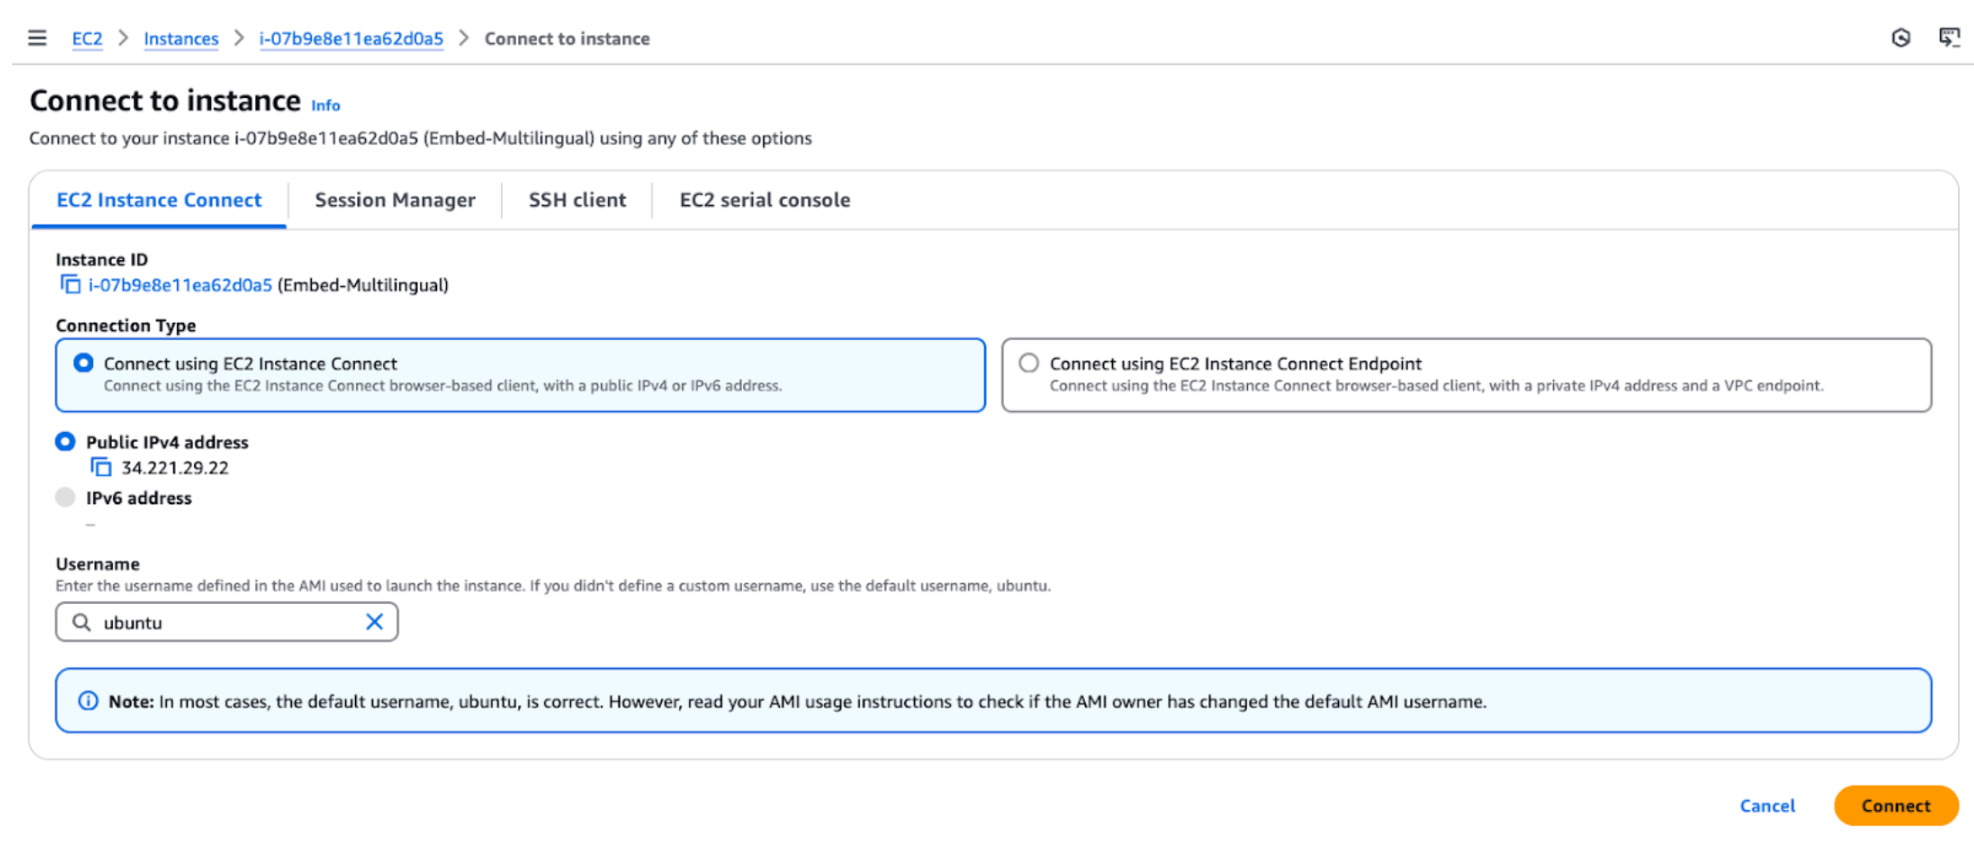 EC2 > Instances > i-07b9e8e11ea62d0a5 > Connect to instance
Connect to instance Info
Connect to your instance i-07b9e8e11ea62d0a5 (Embed-Multilingual) using any of these options
EC2 Instance Connect Session Manager SSH client EC2 serial console
Instance ID
i-07b9e8e11ea62d0a5 (Embed-Multilingual)
Connection Type
Connect using EC2 Instance Connect
Connect using the EC2 Instance Connect browser-based client, with a public IPv4 or IPv6 address.
Connect using EC2 Instance Connect Endpoint
Connect using the EC2 Instance Connect browser-based client, with a private IPv4 address and a VPC endpoint.
Public IPv4 address
34.221.29.22
IPv6 address
–
Username
Enter the username defined in the AMI used to launch the instance. If you didn't define a custom username, use the default username, ubuntu.
ubuntu
Note: In most cases, the default username, ubuntu, is correct. However, read your AMI usage instructions to check if the AMI owner has changed the default AMI username.
Cancel Connect